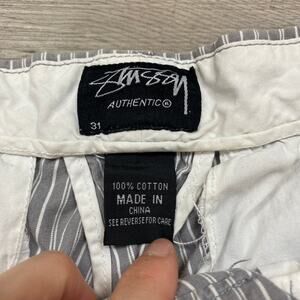 Stussy
AUTHENTIC®
31
100% COTTON
MADE IN
CHINA
SEE REVERSE FOR CARE